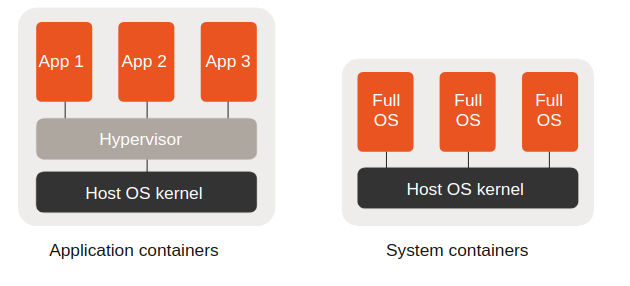 App 1
App 2
App 3
Hypervisor
Host OS kernel
Application containers
Full
OS
Full
OS
Full
OS
Host OS kernel
System containers